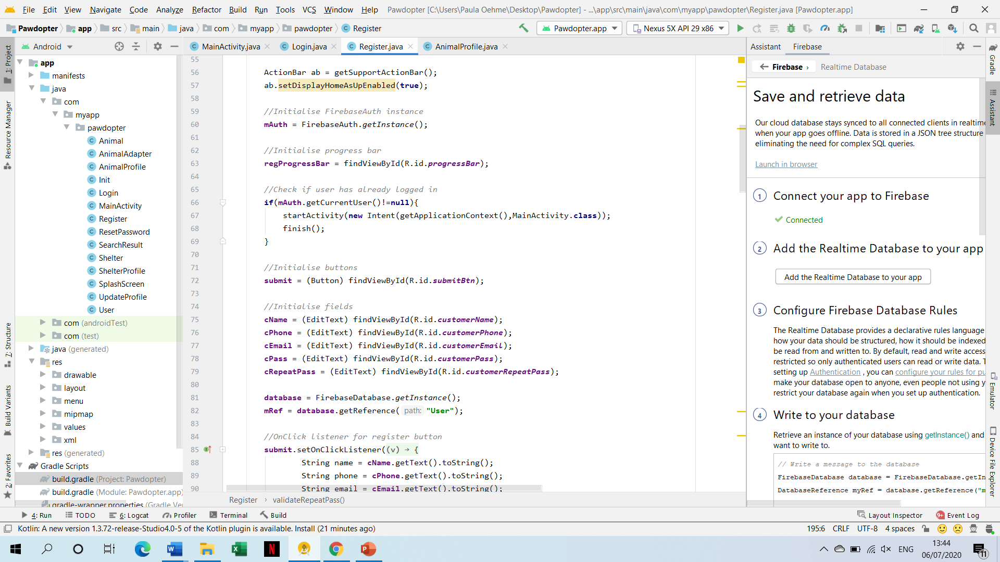 File Edit View Navigate Code Analyze Refactor Build Run Tools VCS Window Help Pawdopter [C:\Users\Paula Oehme\Desktop\Pawdopter] - ...\app\src\main\java\com\myapp\pawdopter\Register.java [Pawdopter.app]
Pawdopter app src main java com myapp pawdopter Register Pawdopter.app Nexus 5X API 29 x86
Android MainActivity.java Login.java Register.java AnimalProfile.java Assistant Firebase
1: Project
Resource Manager
7: Structure
Build Variants
2: Favorites
app
manifests
java
com
myapp
pawdopter
Animal
AnimalAdapter
AnimalProfile
Init
Login
MainActivity
Register
ResetPassword
SearchResult
Shelter
ShelterProfile
SplashScreen
UpdateProfile
User
com (androidTest)
com (test)
java (generated)
res
drawable
layout
menu
mipmap
values
xml
res (generated)
Gradle Scripts
build.gradle (Project: Pawdopter)
build.gradle (Module: Pawdopter.app)
gradle-wrapper.properties (Gradle Ve
55
56 ActionBar ab = getSupportActionBar();
57 ab.setDisplayHomeAsUpEnabled(true);
58
59 //Initialise FirebaseAuth instance
60 mAuth = FirebaseAuth.getInstance();
61
62 //Initialise progress bar
63 regProgressBar = findViewById(R.id.progressBar);
64
65 //Check if user has already logged in
66 if(mAuth.getCurrentUser()!=null){
67 startActivity(new Intent(getApplicationContext(),MainActivity.class));
68 finish();
69 }
70
71 //Initialise buttons
72 submit = (Button) findViewById(R.id.submitBtn);
73
74 //Initialise fields
75 cName = (EditText) findViewById(R.id.customerName);
76 cPhone = (EditText) findViewById(R.id.customerPhone);
77 cEmail = (EditText) findViewById(R.id.customerEmail);
78 cPass = (EditText) findViewById(R.id.customerPass);
79 cRepeatPass = (EditText) findViewById(R.id.customerRepeatPass);
80
81 database = FirebaseDatabase.getInstance();
82 mRef = database.getReference( path: "User");
83
84 //OnClick listener for register button
85 submit.setOnClickListener((v) → {
88 String name = cName.getText().toString();
89 String phone = cPhone.getText().toString();
90 String email = cEmail.getText().toString();
Register › validateRepeatPass()
← Firebase › Realtime Database
Save and retrieve data
Our cloud database stays synced to all connected clients in realtime
when your app goes offline. Data is stored in a JSON tree structure
eliminating the need for complex SQL queries.
Launch in browser
1 Connect your app to Firebase
Connected
2 Add the Realtime Database to your app
Add the Realtime Database to your app
3 Configure Firebase Database Rules
The Realtime Database provides a declarative rules language
how your data should be structured, how it should be indexed
be read from and written to. By default, read and write access
restricted so only authenticated users can read or write data. T
setting up Authentication , you can configure your rules for pu
make your database open to anyone, even people not using y
restrict your database again when you set up authentication.
4 Write to your database
Retrieve an instance of your database using getInstance() and
want to write to.
// Write a message to the database
FirebaseDatabase database = FirebaseDatabase.getIn
DatabaseReference myRef = database.getReference("m
Gradle
Assistant
Emulator
Device File Explorer
4: Run TODO 6: Logcat Profiler Terminal Build Layout Inspector 9+ Event Log
Kotlin: A new version 1.3.72-release-Studio4.0-5 of the Kotlin plugin is available. Install (21 minutes ago) 195:6 CRLF UTF-8 4 spaces
ENG 13:44
06/07/2020
11